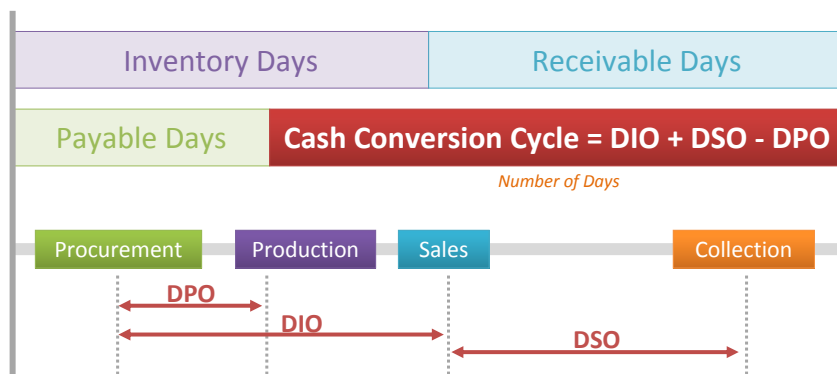 Inventory Days
Receivable Days
Payable Days
Cash Conversion Cycle = DIO + DSO - DPO
Number of Days
Procurement
Production
Sales
Collection
DPO
DIO
DSO